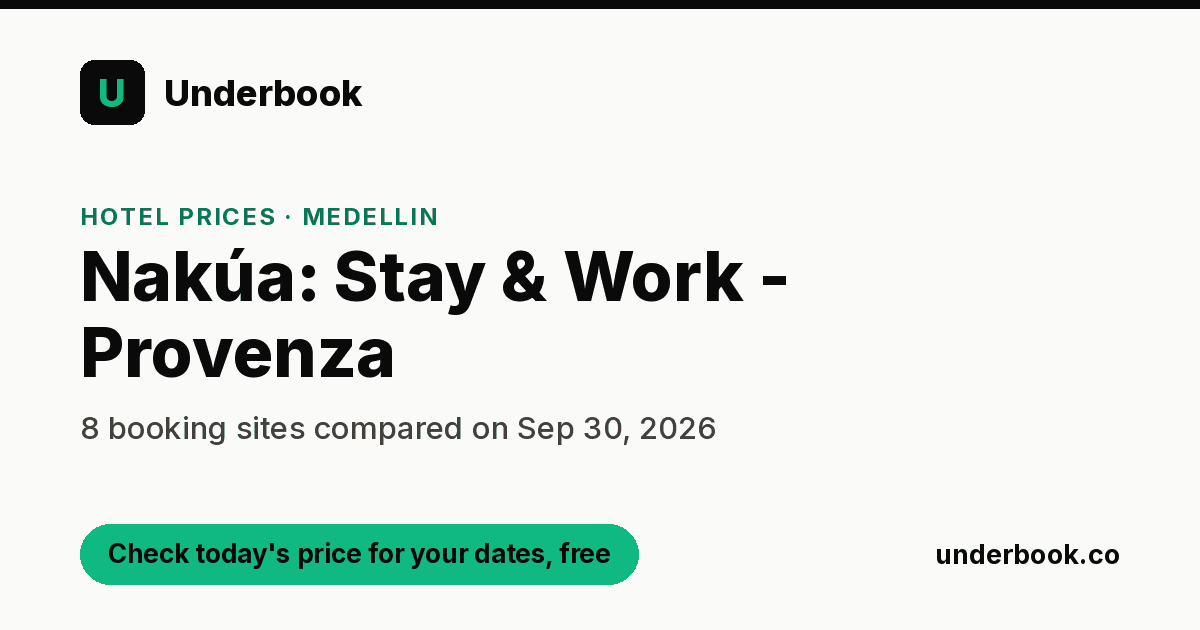 U Underbook
HOTEL PRICES · MEDELLIN
Nakúa: Stay & Work -
Provenza
8 booking sites compared on Sep 30, 2026
Check today's price for your dates, free
underbook.co